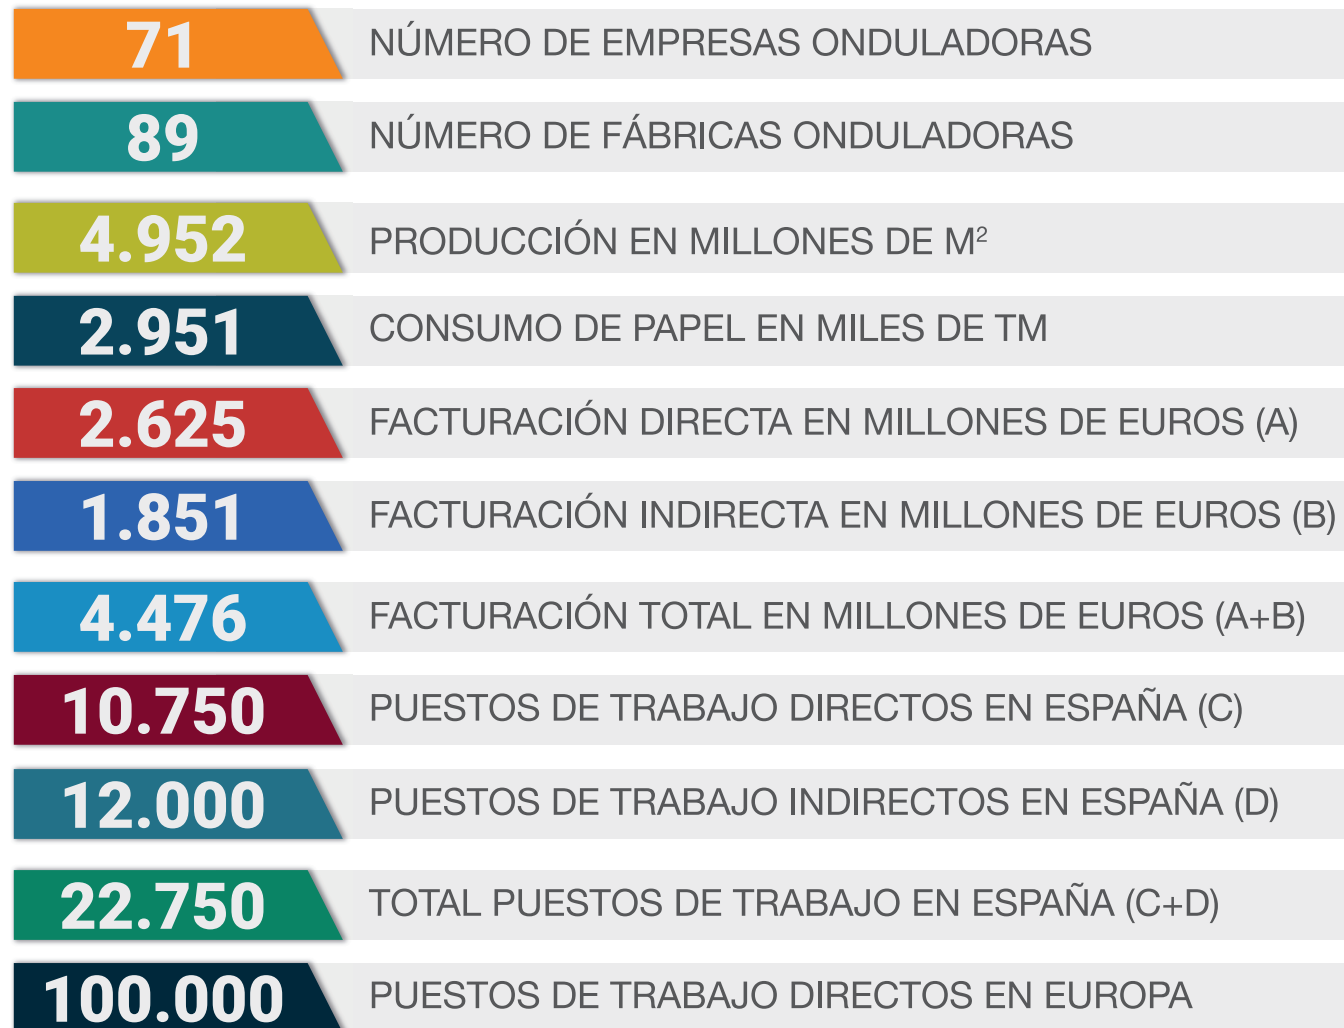 71 NÚMERO DE EMPRESAS ONDULADORAS
89 NÚMERO DE FÁBRICAS ONDULADORAS
4.952 PRODUCCIÓN EN MILLONES DE M²
2.951 CONSUMO DE PAPEL EN MILES DE TM
2.625 FACTURACIÓN DIRECTA EN MILLONES DE EUROS (A)
1.851 FACTURACIÓN INDIRECTA EN MILLONES DE EUROS (B)
4.476 FACTURACIÓN TOTAL EN MILLONES DE EUROS (A+B)
10.750 PUESTOS DE TRABAJO DIRECTOS EN ESPAÑA (C)
12.000 PUESTOS DE TRABAJO INDIRECTOS EN ESPAÑA (D)
22.750 TOTAL PUESTOS DE TRABAJO EN ESPAÑA (C+D)
100.000 PUESTOS DE TRABAJO DIRECTOS EN EUROPA